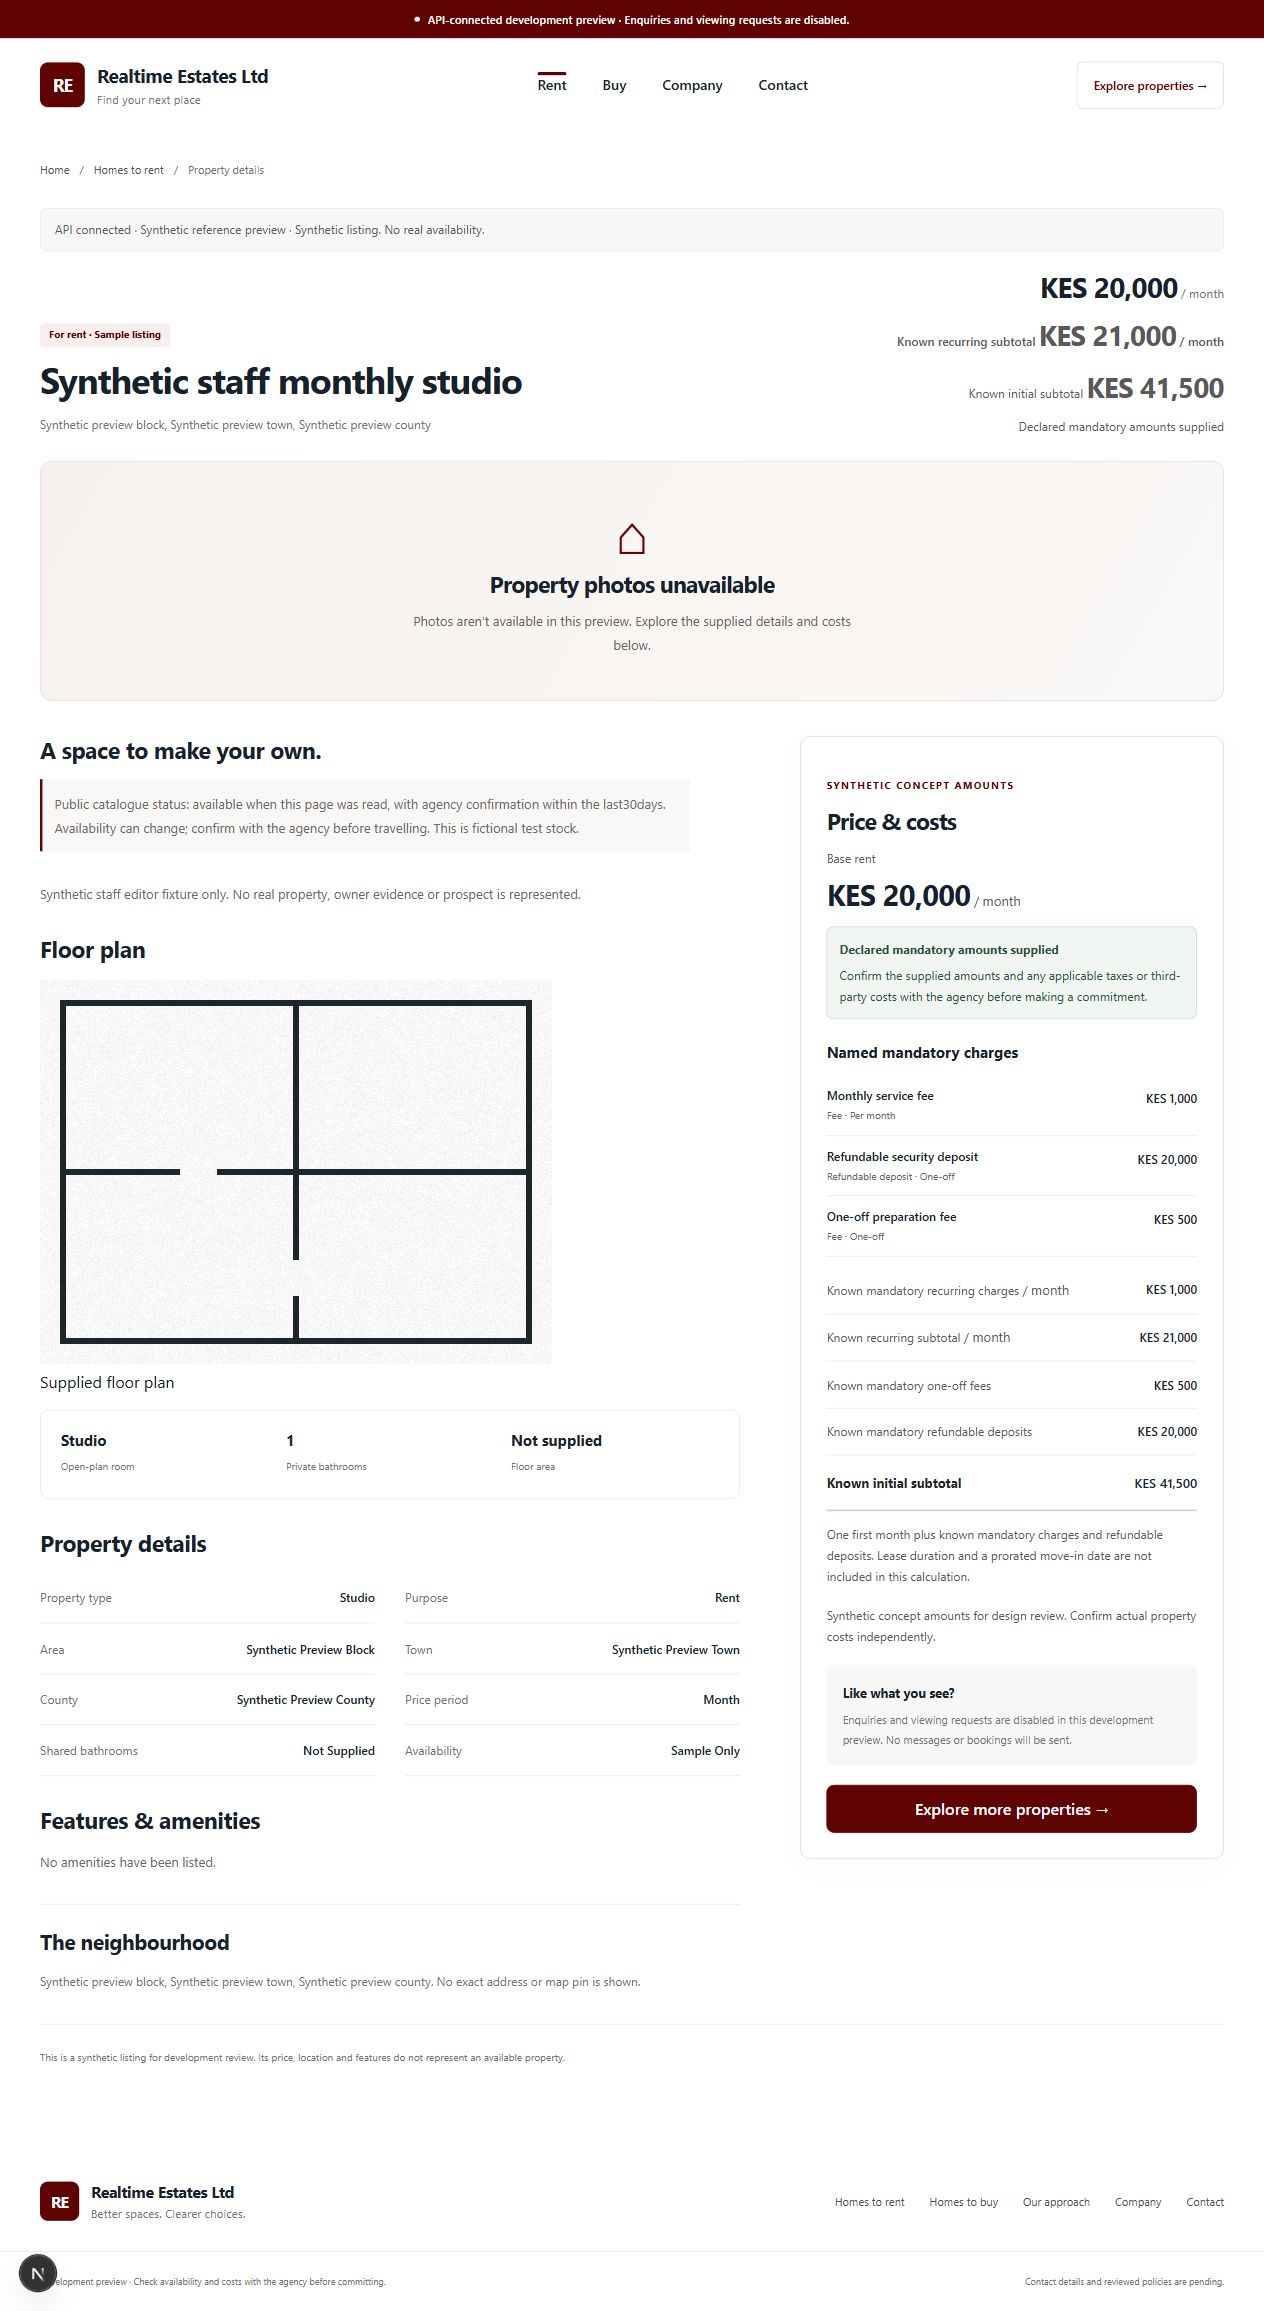 API-connected development preview · Enquiries and viewing requests are disabled.
RE
Realtime Estates Ltd
Find your next place
Rent
Buy
Company
Contact
Explore properties →
Home / Homes to rent / Property details
API connected · Synthetic reference preview · Synthetic listing. No real availability.
For rent · Sample listing
Synthetic staff monthly studio
Synthetic preview block, Synthetic preview town, Synthetic preview county
KES 20,000 / month
Known recurring subtotal KES 21,000 / month
Known initial subtotal KES 41,500
Declared mandatory amounts supplied
Property photos unavailable
Photos aren’t available in this preview. Explore the supplied details and costs
below.
A space to make your own.
Public catalogue status: available when this page was read, with agency confirmation within the last30days.
Availability can change; confirm with the agency before travelling. This is fictional test stock.
Synthetic staff editor fixture only. No real property, owner evidence or prospect is represented.
Floor plan
Supplied floor plan
Studio
Open-plan room
1
Private bathrooms
Not supplied
Floor area
Property details
Property type Studio
Purpose Rent
Area Synthetic Preview Block
Town Synthetic Preview Town
County Synthetic Preview County
Price period Month
Shared bathrooms Not Supplied
Availability Sample Only
Features & amenities
No amenities have been listed.
The neighbourhood
Synthetic preview block, Synthetic preview town, Synthetic preview county. No exact address or map pin is shown.
SYNTHETIC CONCEPT AMOUNTS
Price & costs
Base rent
KES 20,000 / month
Declared mandatory amounts supplied
Confirm the supplied amounts and any applicable taxes or third-
party costs with the agency before making a commitment.
Named mandatory charges
Monthly service fee KES 1,000
Fee · Per month
Refundable security deposit KES 20,000
Refundable deposit · One-off
One-off preparation fee KES 500
Fee · One-off
Known mandatory recurring charges / month KES 1,000
Known recurring subtotal / month KES 21,000
Known mandatory one-off fees KES 500
Known mandatory refundable deposits KES 20,000
Known initial subtotal KES 41,500
One first month plus known mandatory charges and refundable
deposits. Lease duration and a prorated move-in date are not
included in this calculation.
Synthetic concept amounts for design review. Confirm actual property
costs independently.
Like what you see?
Enquiries and viewing requests are disabled in this development
preview. No messages or bookings will be sent.
Explore more properties →
This is a synthetic listing for development review. Its price, location and features do not represent an available property.
RE
Realtime Estates Ltd
Better spaces. Clearer choices.
Homes to rent
Homes to buy
Our approach
Company
Contact
N
elopment preview · Check availability and costs with the agency before committing.
Contact details and reviewed policies are pending.